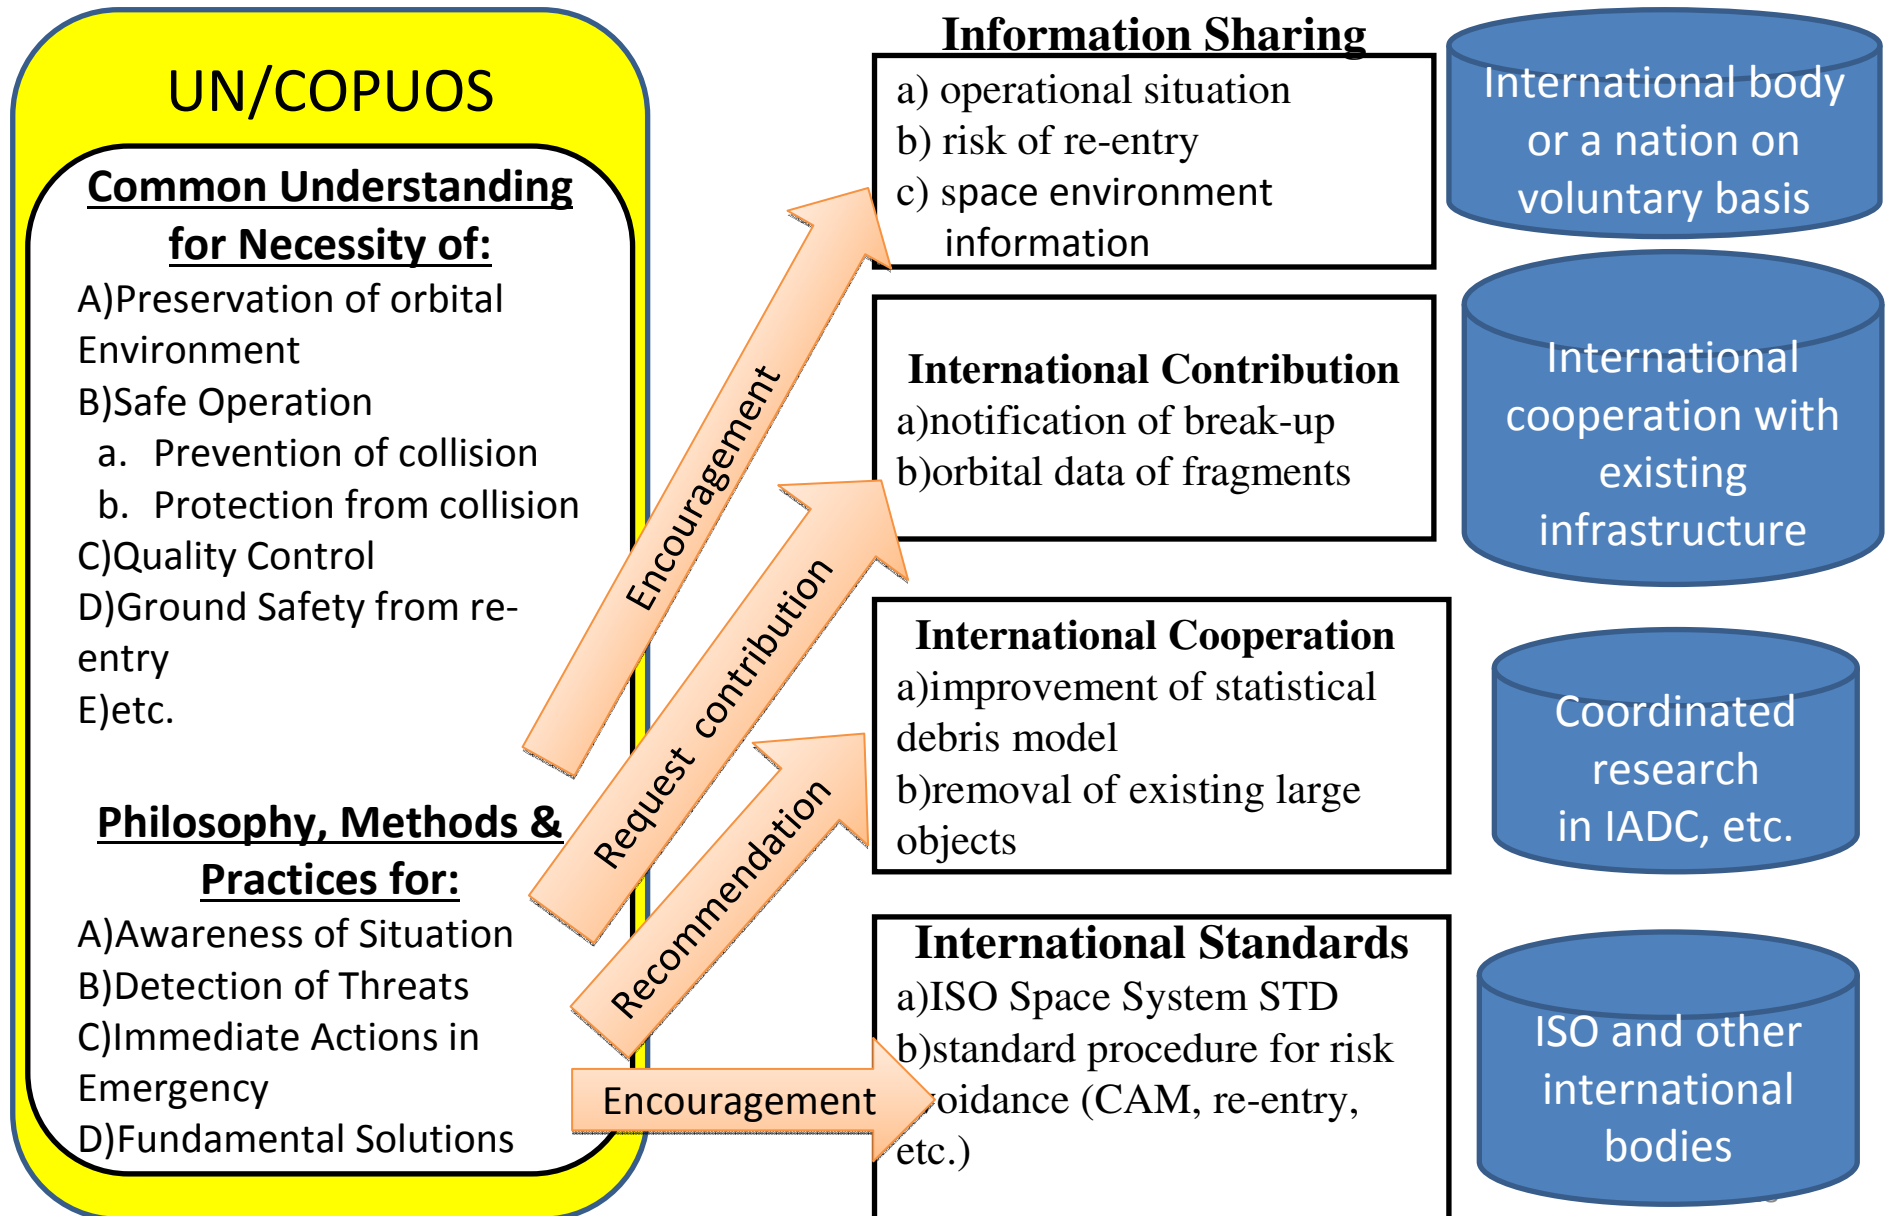 UN/COPUOS
Common Understanding
for Necessity of:
A)Preservation of orbital
Environment
B)Safe Operation
a. Prevention of collision
b. Protection from collision
C)Quality Control
D)Ground Safety from re-
entry
E)etc.
Philosophy, Methods &
Practices for:
A)Awareness of Situation
B)Detection of Threats
C)Immediate Actions in
Emergency
D)Fundamental Solutions
Encouragement
Request contribution
Recommendation
Encouragement
Information Sharing
a) operational situation
b) risk of re-entry
c) space environment
information
International Contribution
a)notification of break-up
b)orbital data of fragments
International Cooperation
a)improvement of statistical
debris model
b)removal of existing large
objects
International Standards
a)ISO Space System STD
b)standard procedure for risk
voidance (CAM, re-entry,
etc.)
International body
or a nation on
voluntary basis
International
cooperation with
existing
infrastructure
Coordinated
research
in IADC, etc.
ISO and other
international
bodies